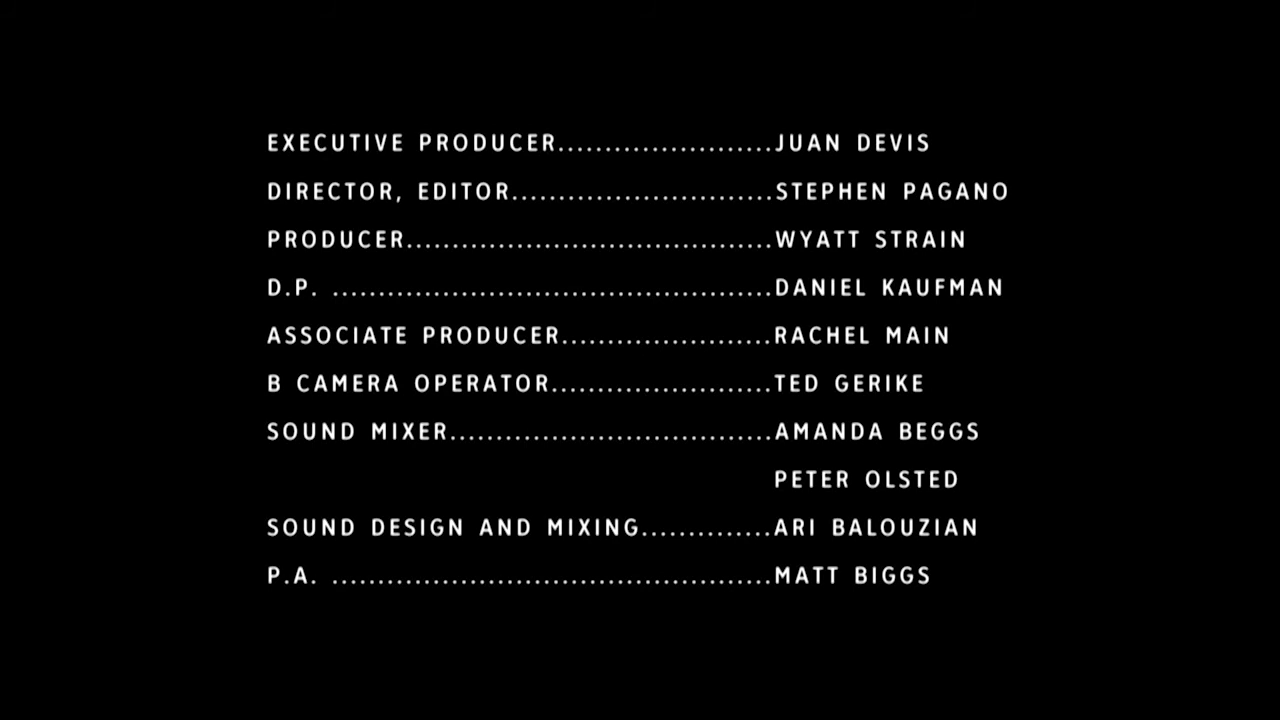 EXECUTIVE PRODUCER.......................JUAN DEVIS
DIRECTOR, EDITOR............................STEPHEN PAGANO
PRODUCER.......................................WYATT STRAIN
D.P. ...............................................DANIEL KAUFMAN
ASSOCIATE PRODUCER.......................RACHEL MAIN
B CAMERA OPERATOR........................TED GERIKE
SOUND MIXER...................................AMANDA BEGGS
PETER OLSTED
SOUND DESIGN AND MIXING..............ARI BALOUZIAN
P.A. ...............................................MATT BIGGS